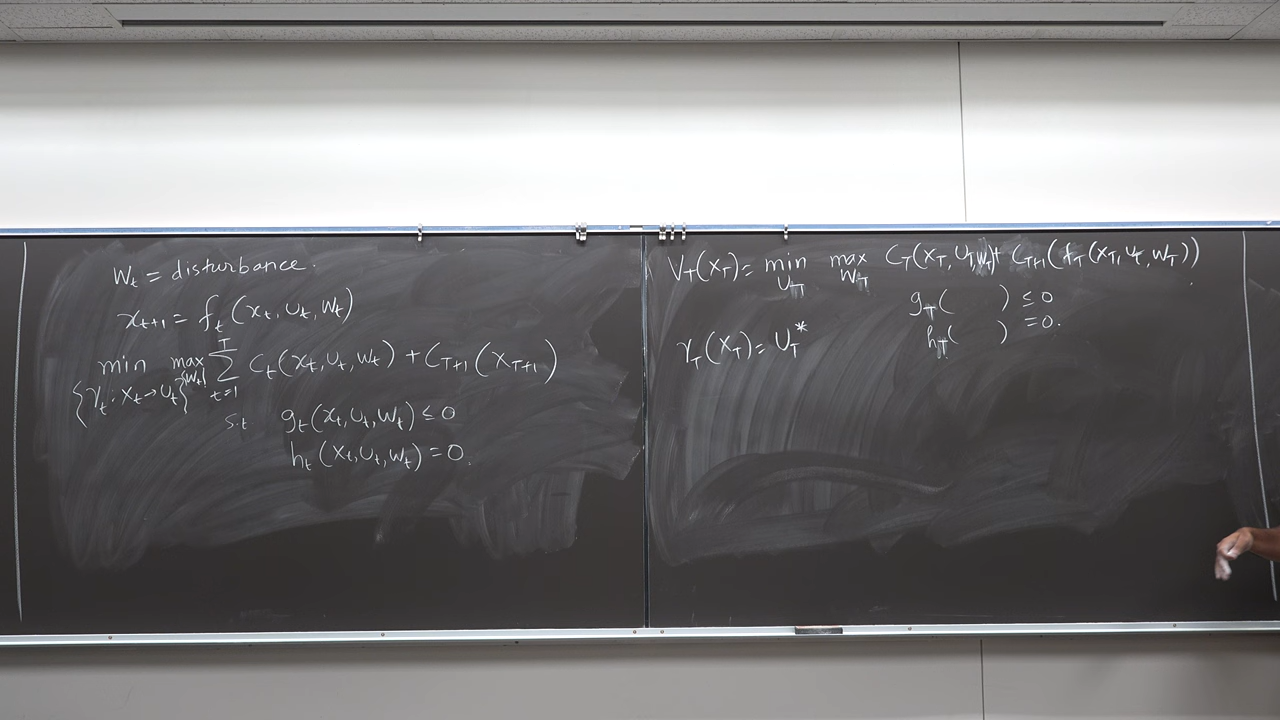 w_t = disturbance.
x_{t+1} = f_t(x_t, u_t, w_t)
min max \sum_{t=1}^{T} C_t(x_t, u_t, w_t) + C_{T+1}(x_{T+1})
{γ_t : x_t → u_t} {w_t}
s.t g_t(x_t, u_t, w_t) ≤ 0
h_t(x_t, u_t, w_t) = 0.
V_T(x_T) = min_{u_T} max_{w_T} C_T(x_T, u_T, w_t) + C_{T+1}(f_T(x_T, u_T, w_T))
g_T( ) ≤ 0
h_T( ) = 0.
γ_T(x_T) = u_T^*